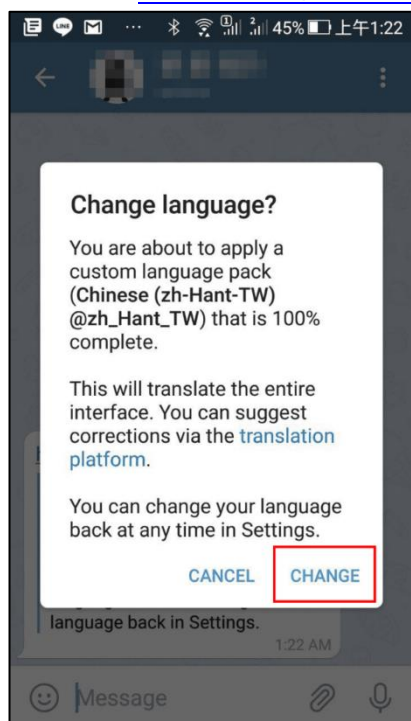 LINE
1 2 45% 上午1:22
Change language?
You are about to apply a
custom language pack
(Chinese (zh-Hant-TW)
@zh_Hant_TW) that is 100%
complete.
This will translate the entire
interface. You can suggest
corrections via the translation
platform.
You can change your language
back at any time in Settings.
CANCEL CHANGE
language back in Settings.
1:22 AM
Message